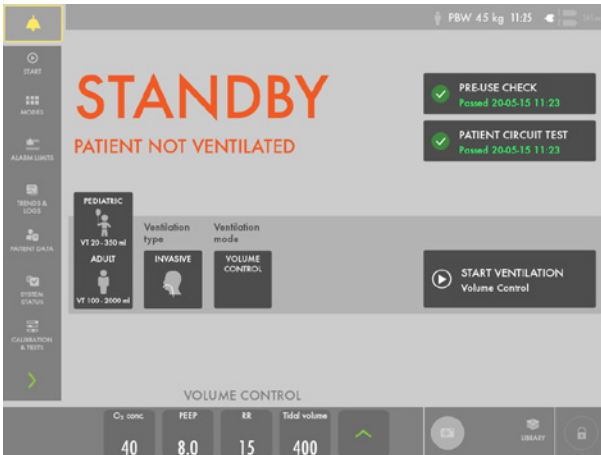 PBW 45 kg 11:25
START
MODES
ALARM LIMITS
TRENDS &
LOGS
PATIENT DATA
SYSTEM
STATUS
CALIBRATION
& TESTS
STANDBY
PATIENT NOT VENTILATED
PRE-USE CHECK
Passed 20-05-15 11:23
PATIENT CIRCUIT TEST
Passed 20-05-15 11:23
PEDIATRIC
VT 20 - 350 ml
ADULT
VT 100 - 2000 ml
Ventilation
type
INVASIVE
Ventilation
mode
VOLUME
CONTROL
START VENTILATION
Volume Control
VOLUME CONTROL
O₂ conc.
40
PEEP
8.0
RR
15
Tidal volume
400
LIBRARY